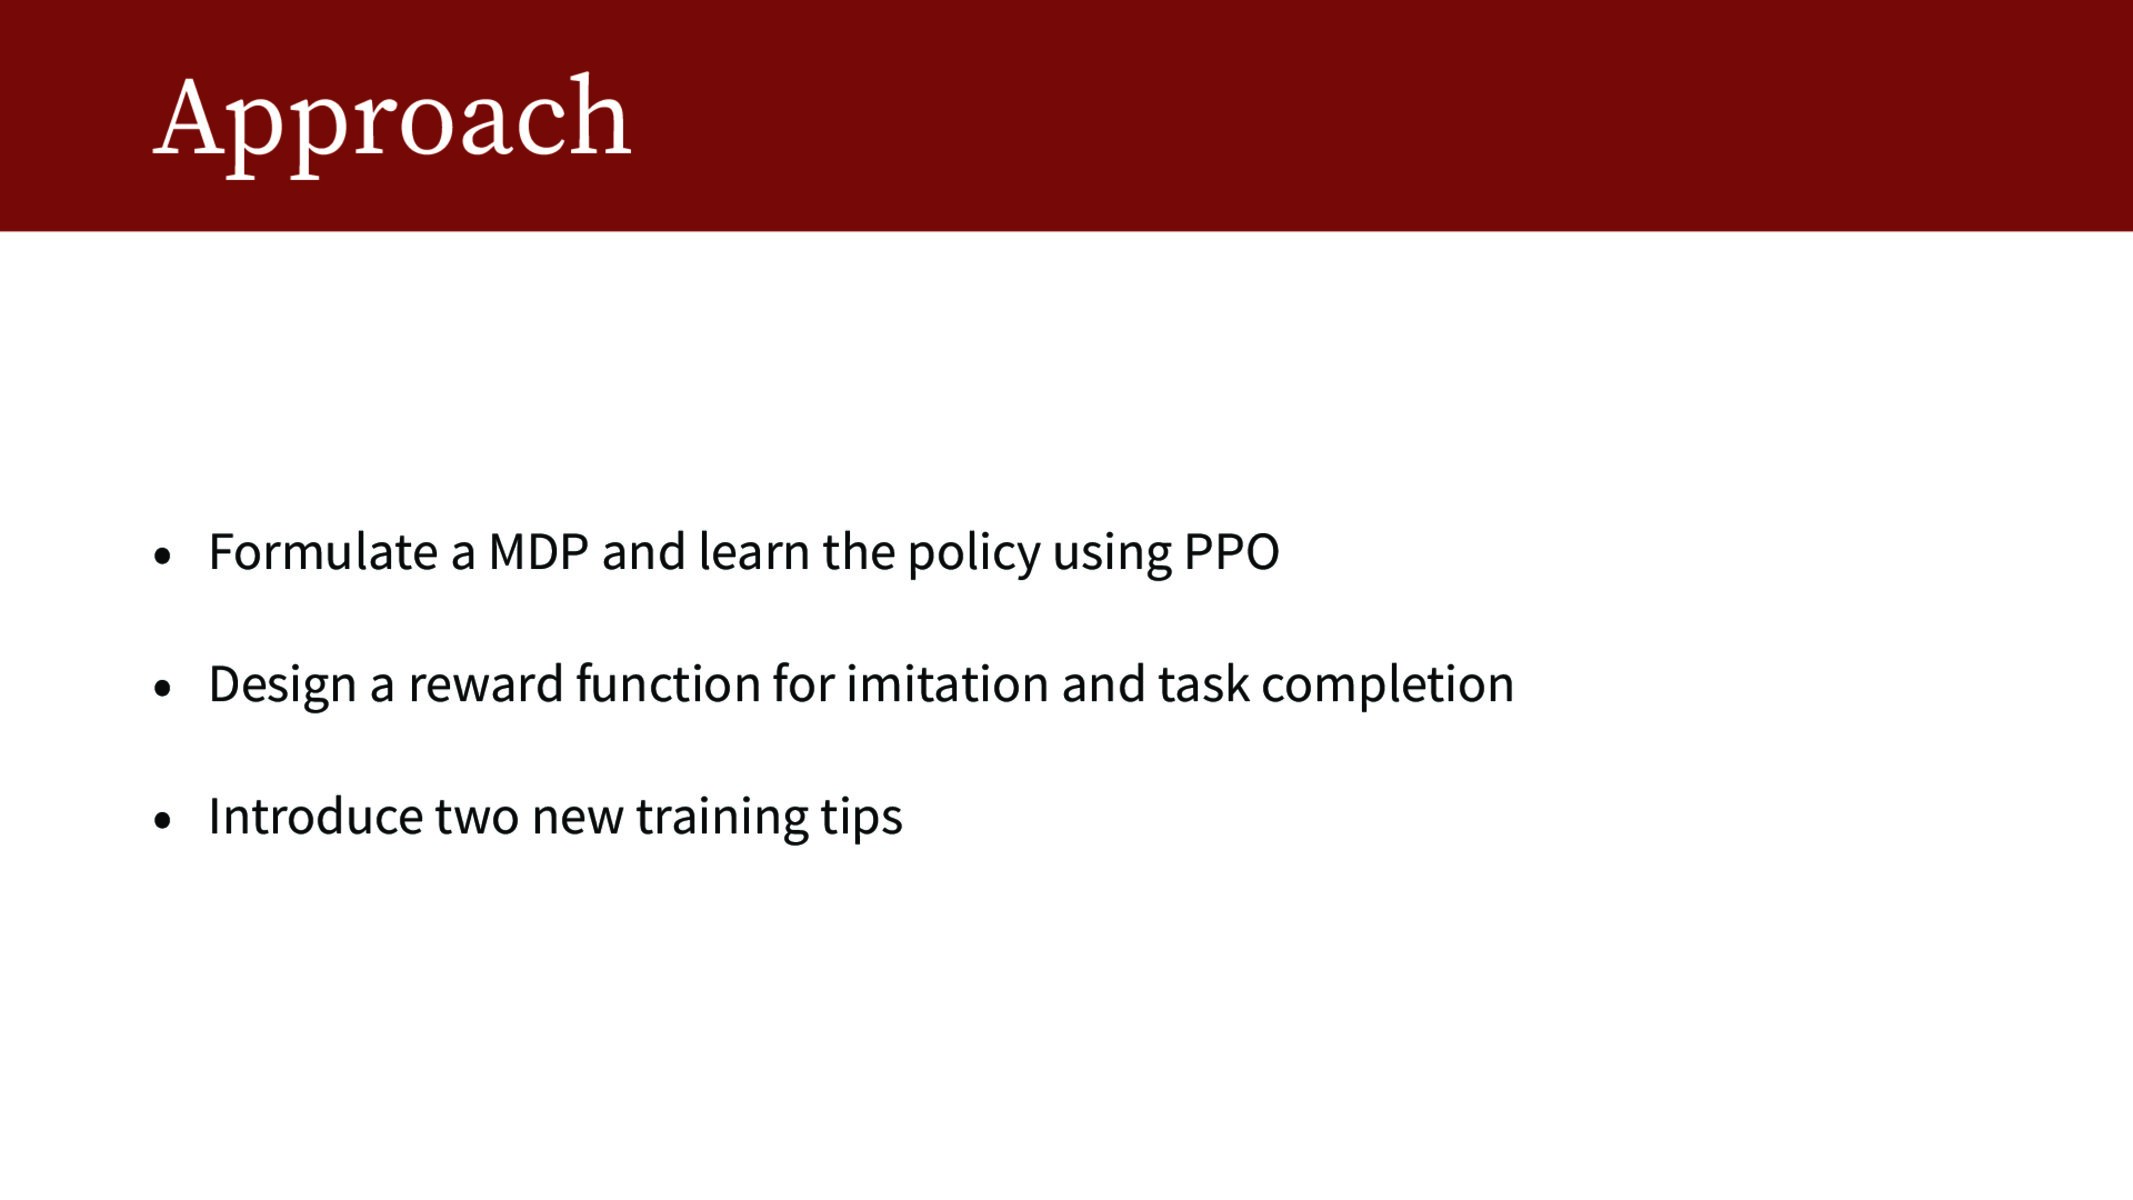 Approach
• Formulate a MDP and learn the policy using PPO
• Design a reward function for imitation and task completion
• Introduce two new training tips